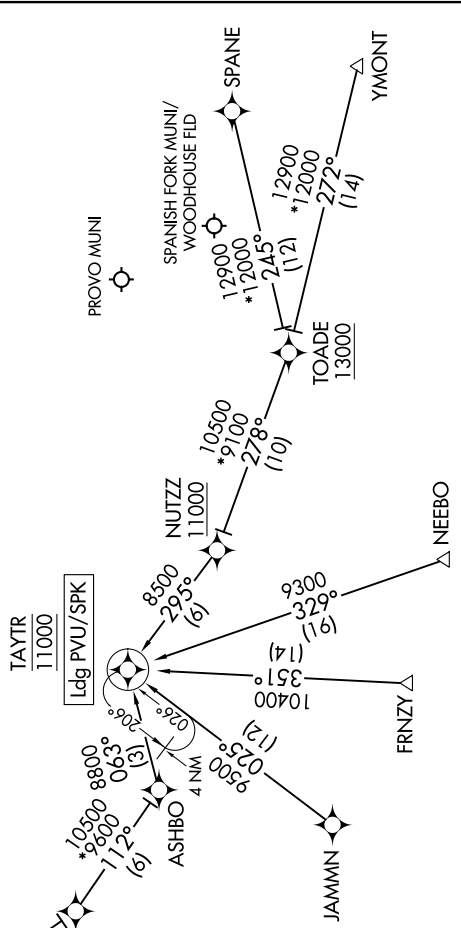 SPANE
YMONT
SPANISH FORK MUNI/
WOODHOUSE FLD
PROVO MUNI
12900
*12000
272°
(14)
12900
*12000
245°
(12)
TOADE
13000
10500
*9100
278°
(10)
NUTZZ
11000
8500
295°
(6)
TAYTR
11000
Ldg PVU/SPK
NEEBO
9300
329°
(16)
FRNZY
10400
351°
(14)
206°
026°
4 NM
8800
063°
(3)
9500
025°
(12)
JAMMN
ASHBO
10500
*9600
112°
(6)